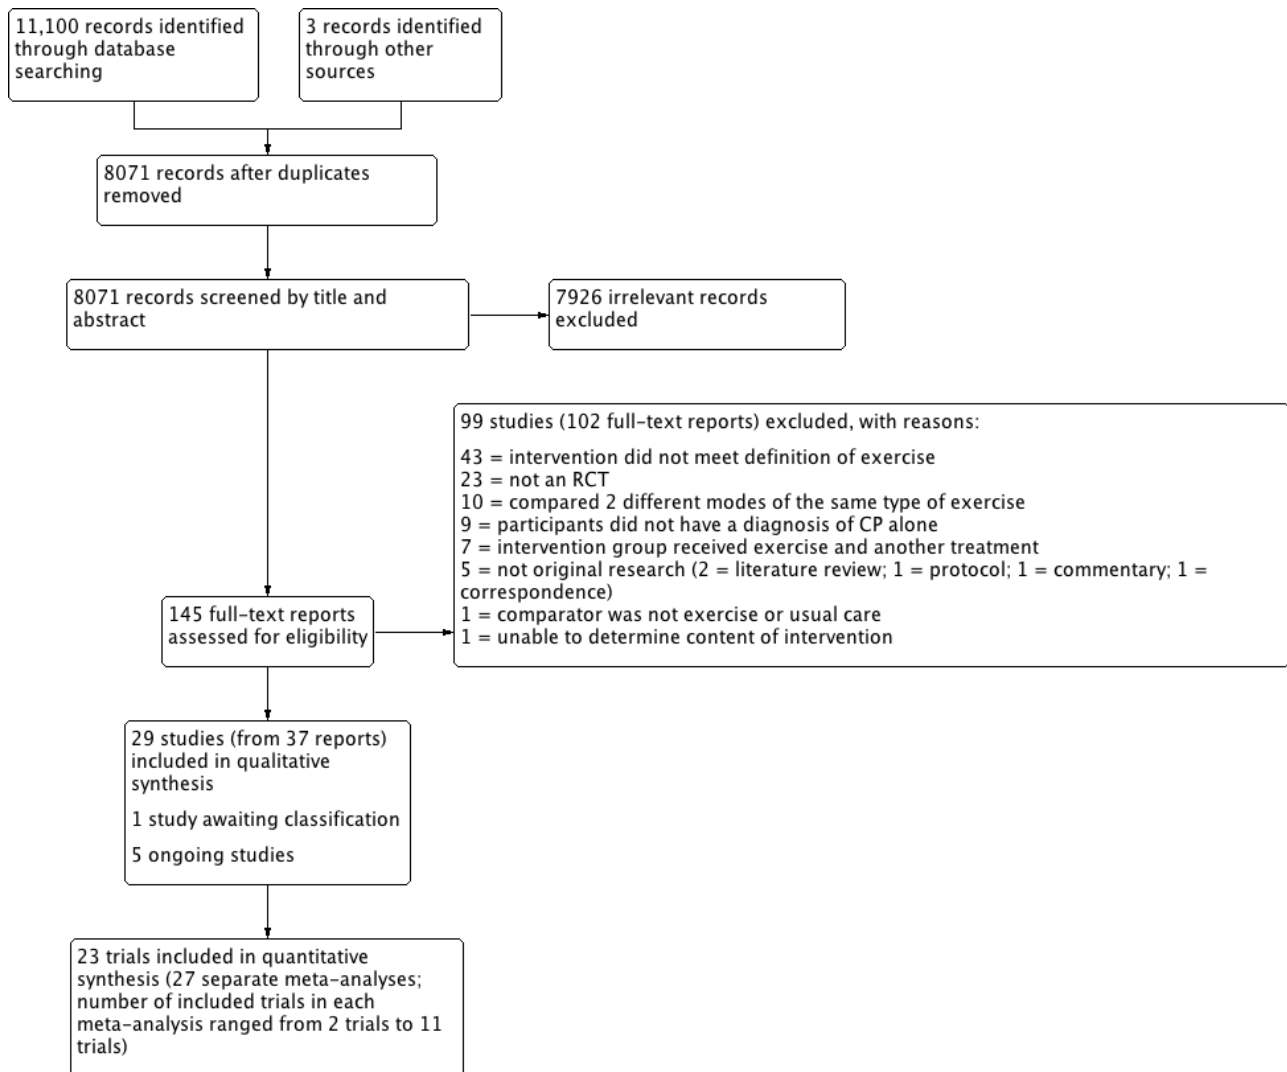 11,100 records identified
through database
searching
3 records identified
through other
sources
8071 records after duplicates
removed
8071 records screened by title and
abstract
7926 irrelevant records
excluded
99 studies (102 full-text reports) excluded, with reasons:
43 = intervention did not meet definition of exercise
23 = not an RCT
10 = compared 2 different modes of the same type of exercise
9 = participants did not have a diagnosis of CP alone
7 = intervention group received exercise and another treatment
5 = not original research (2 = literature review; 1 = protocol; 1 = commentary; 1 =
correspondence)
1 = comparator was not exercise or usual care
1 = unable to determine content of intervention
145 full-text reports
assessed for eligibility
29 studies (from 37 reports)
included in qualitative
synthesis
1 study awaiting classification
5 ongoing studies
23 trials included in quantitative
synthesis (27 separate meta-analyses;
number of included trials in each
meta-analysis ranged from 2 trials to 11
trials)